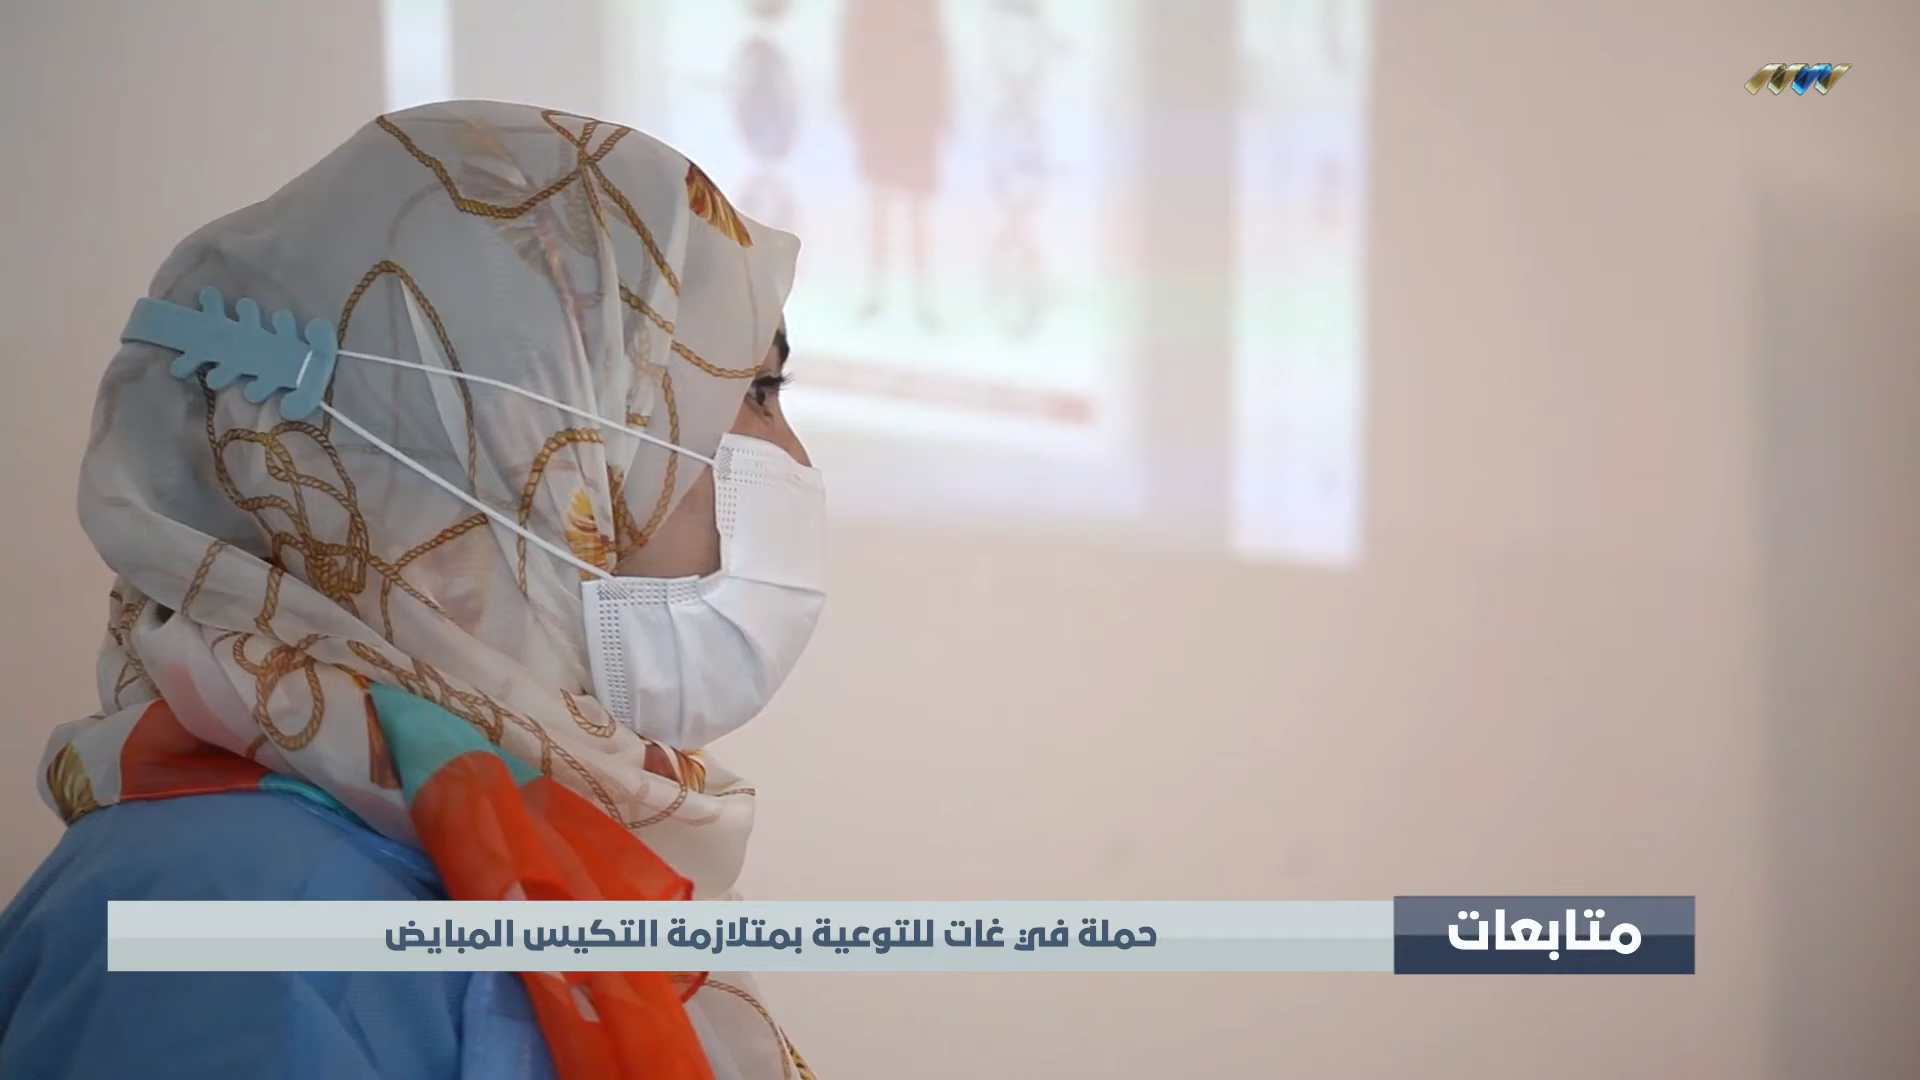 متابعات
حملة في غات للتوعية بمتلازمة التكيس المبايض